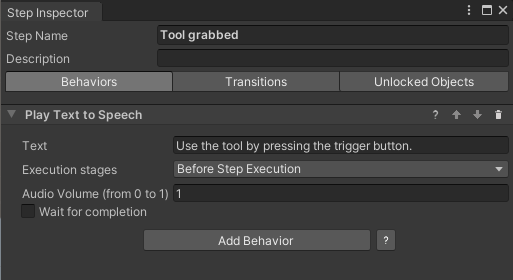 Step Inspector
Step Name Tool grabbed
Description
Behaviors Transitions Unlocked Objects
Play Text to Speech ?
Text Use the tool by pressing the trigger button.
Execution stages Before Step Execution
Audio Volume (from 0 to 1) 1
Wait for completion
Add Behavior ?